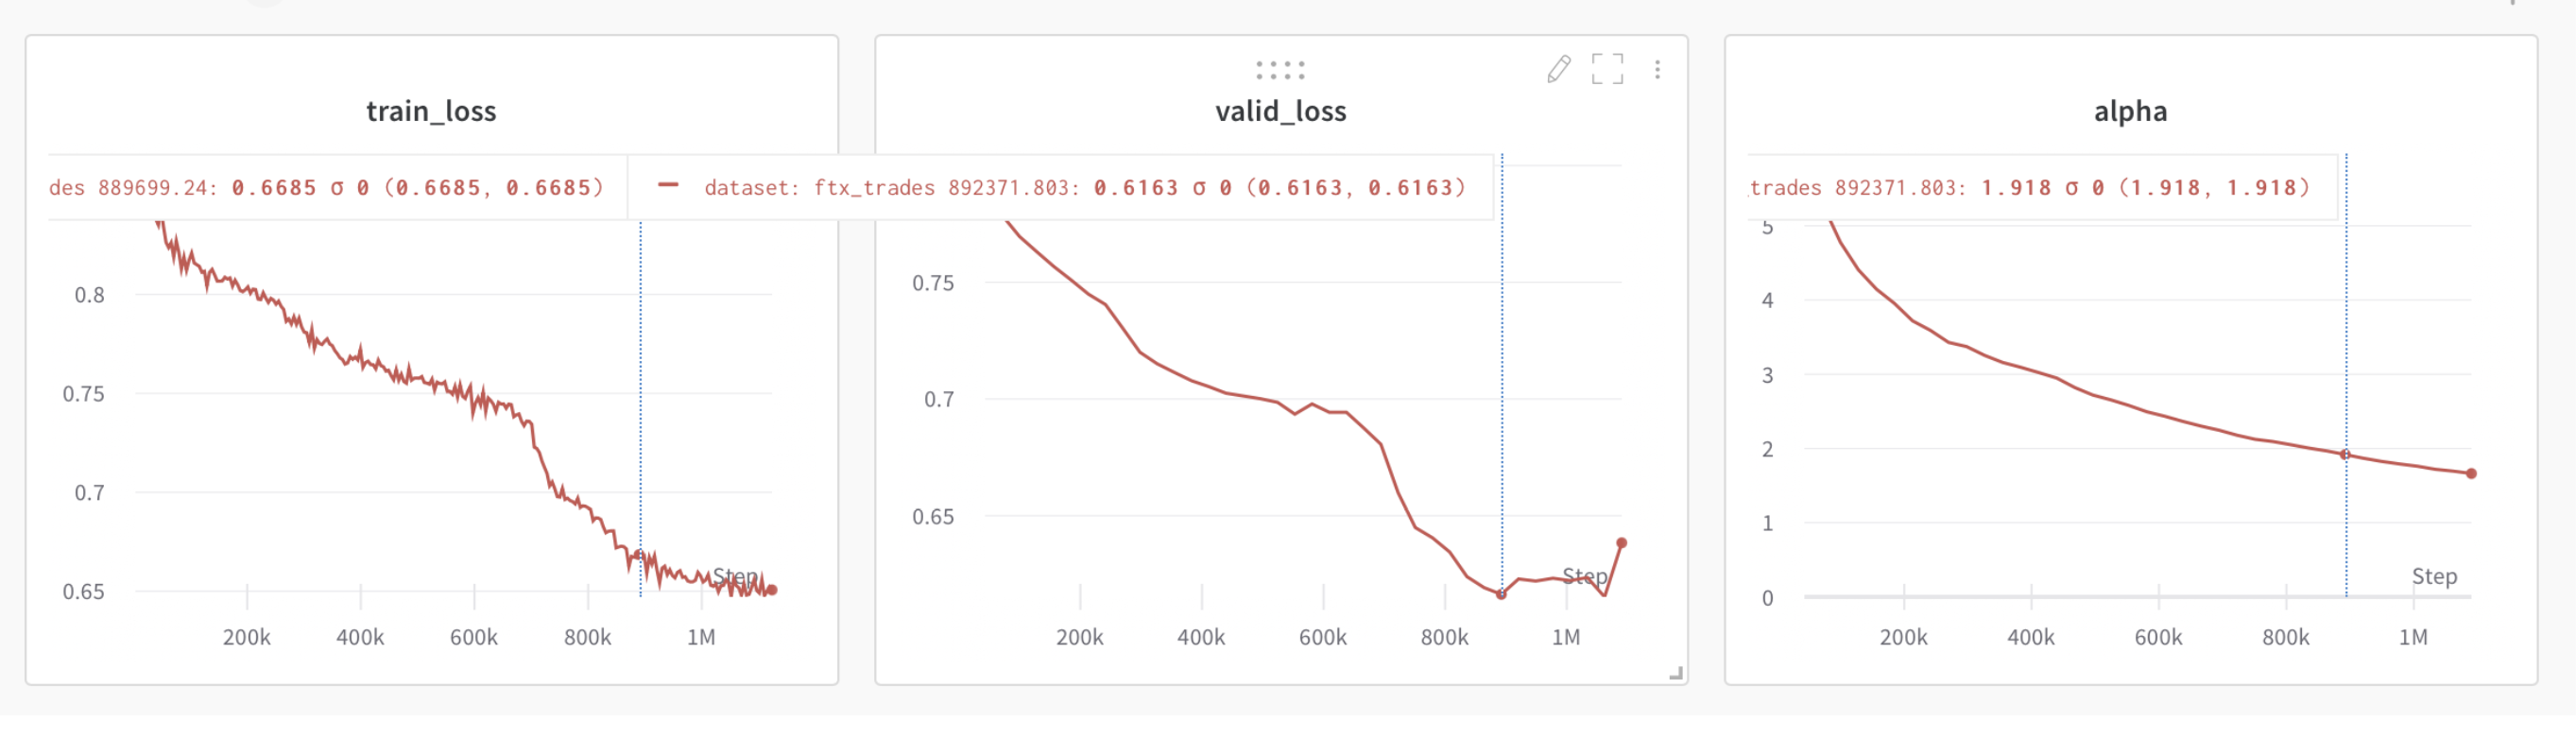 train_loss
des 889699.24: 0.6685 σ 0 (0.6685, 0.6685)
0.8
0.75
0.7
0.65
Step
200k 400k 600k 800k 1M
valid_loss
dataset: ftx_trades 892371.803: 0.6163 σ 0 (0.6163, 0.6163)
0.75
0.7
0.65
Step
200k 400k 600k 800k 1M
alpha
_trades 892371.803: 1.918 σ 0 (1.918, 1.918)
5
4
3
2
1
0
Step
200k 400k 600k 800k 1M